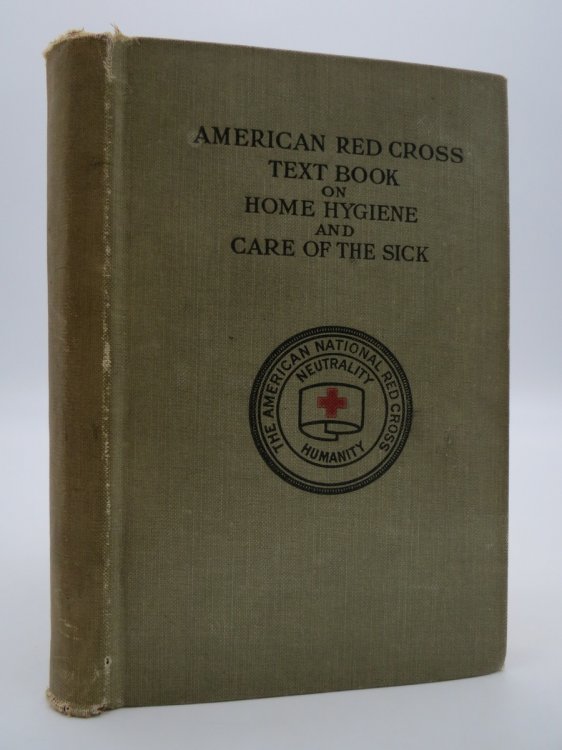 AMERICAN RED CROSS
TEXT BOOK
ON
HOME HYGIENE
AND
CARE OF THE SICK
THE AMERICAN NATIONAL RED CROSS
NEUTRALITY
HUMANITY